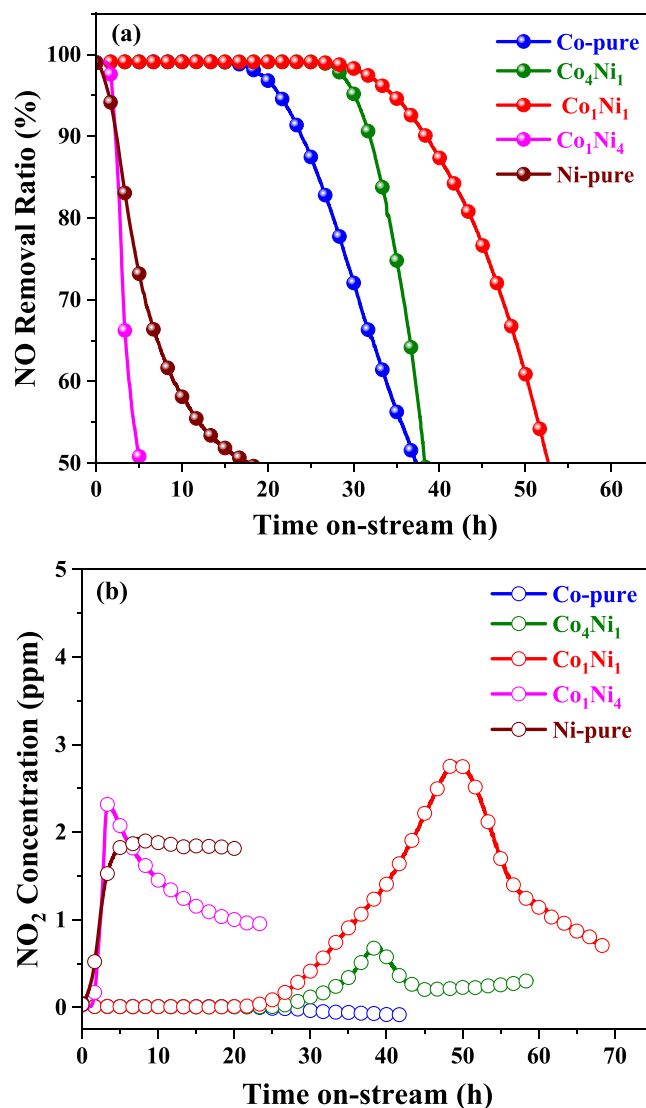 (a)
Co-pure
Co₄Ni₁
Co₁Ni₁
Co₁Ni₄
Ni-pure
NO Removal Ratio (%)
100
90
80
70
60
50
0 10 20 30 40 50 60
Time on-stream (h)
(b)
Co-pure
Co₄Ni₁
Co₁Ni₁
Co₁Ni₄
Ni-pure
NO₂ Concentration (ppm)
5
4
3
2
1
0
0 10 20 30 40 50 60 70
Time on-stream (h)